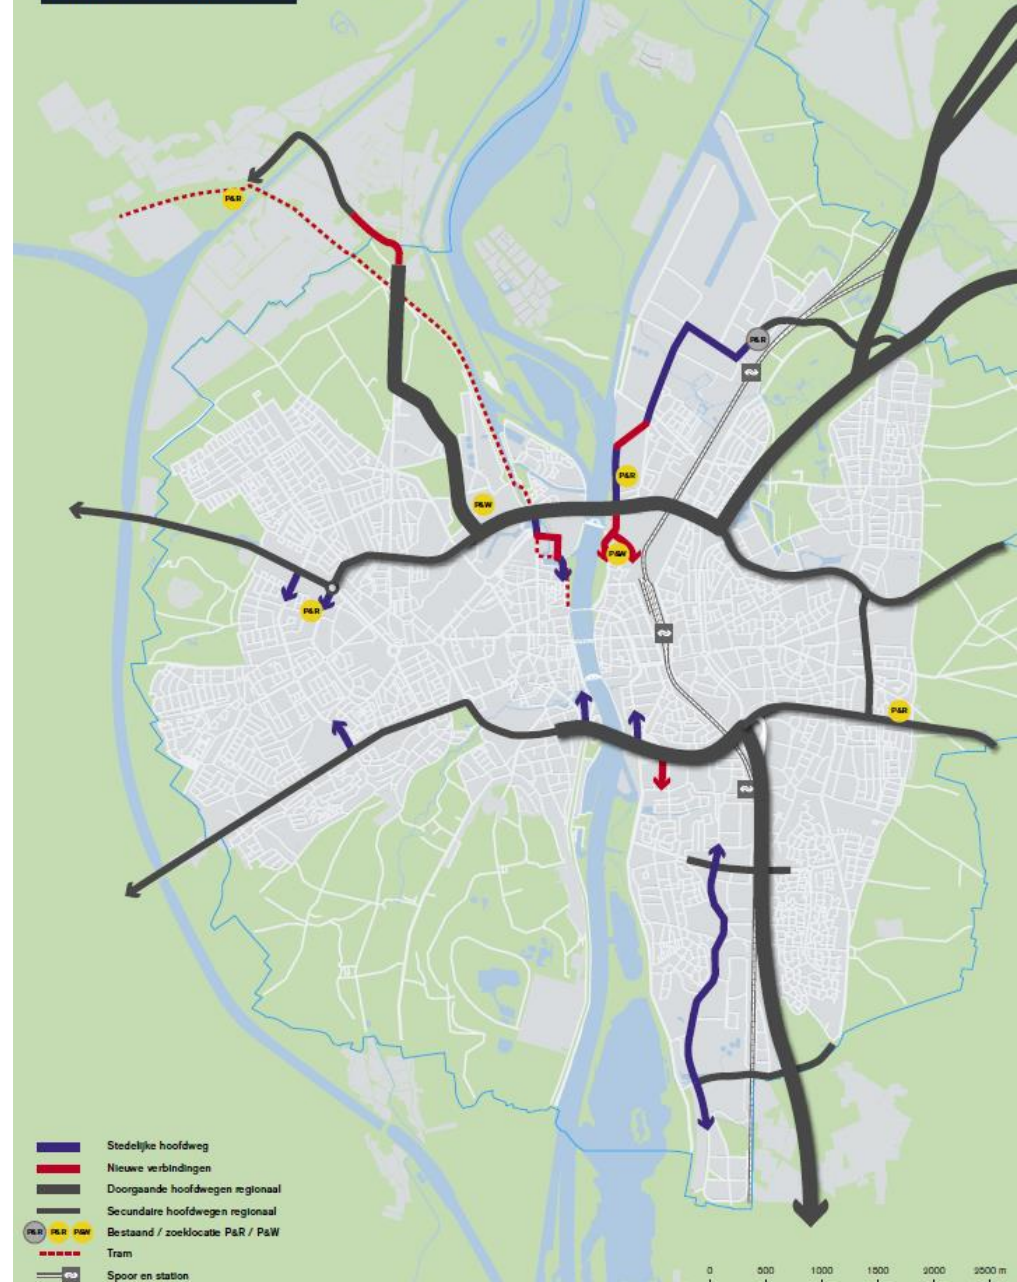 P&R
P&R
P&R
P&W
P&W
P&R
P&R
Stedelijke hoofdweg
Nieuwe verbindingen
Doorgaande hoofdwegen regionaal
Secundaire hoofdwegen regionaal
P&R P&R P&W Bestaand / zoeklocatie P&R / P&W
Tram
Spoor en station
0 500 1000 1500 2000 2500 m